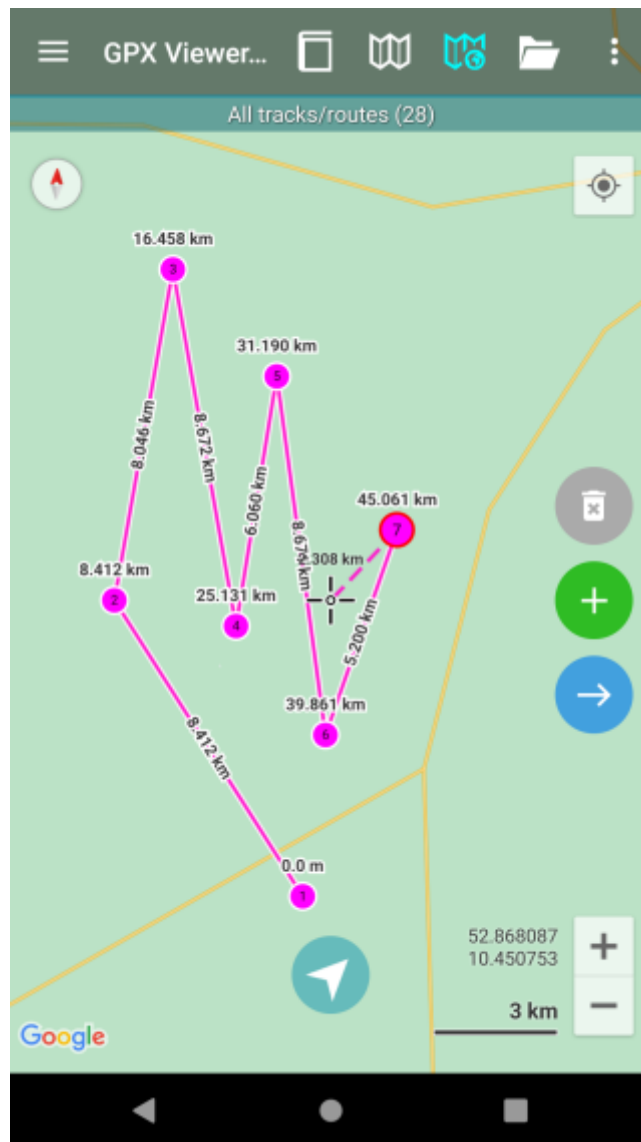 GPX Viewer...
All tracks/routes (28)
16.458 km
3
31.190 km
5
8.046 km
8.672 km
6.060 km
45.061 km
7
8.412 km
2
25.131 km
4
308 km
5.200 km
39.861 km
6
8.412 km
0.0 m
1
52.868087
10.450753
3 km
Google